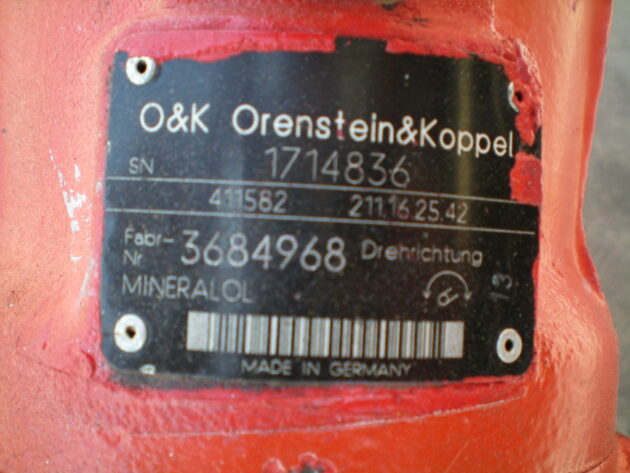 O&K Orenstein&Koppel
SN 1714836
411582 211.16.25.42
Fabr-Nr 3684968 Drehrichtung
MINERALOL
13
MADE IN GERMANY